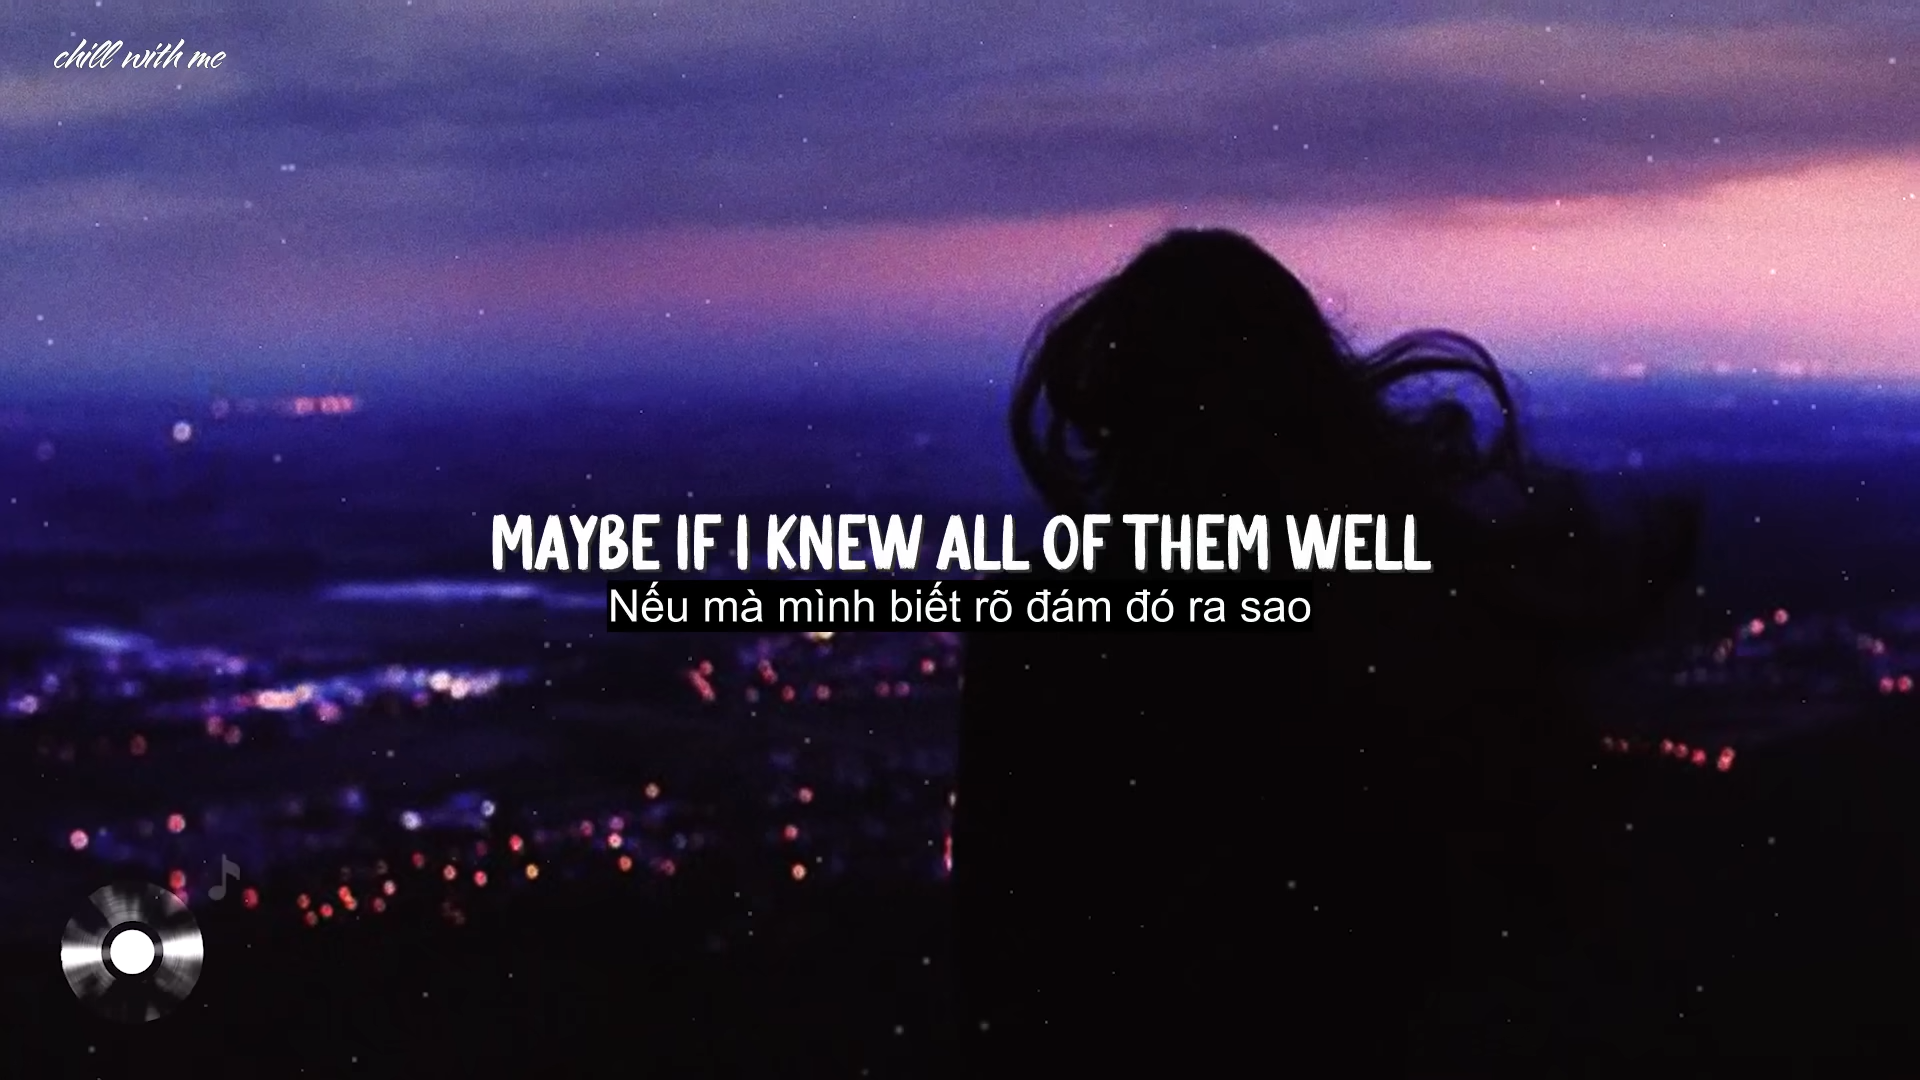 chill with me
MAYBE IF I KNEW ALL OF THEM WELL
Nếu mà mình biết rõ đám đó ra sao